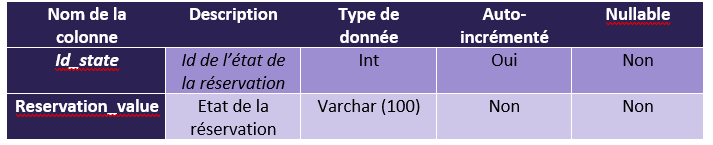 Nom de la colonne
Description
Type de donnée
Auto-incrémenté
Nullable
Id_state
Id de l'état de la réservation
Int
Oui
Non
Reservation_value
Etat de la réservation
Varchar (100)
Non
Non